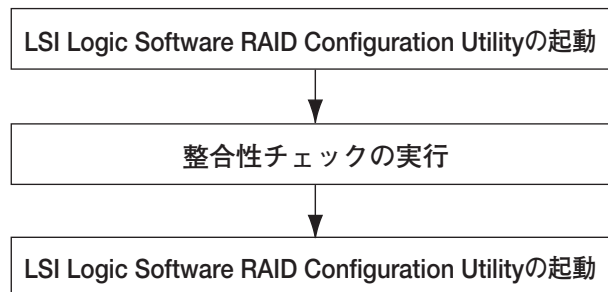 LSI Logic Software RAID Configuration Utilityの起動
整合性チェックの実行
LSI Logic Software RAID Configuration Utilityの起動